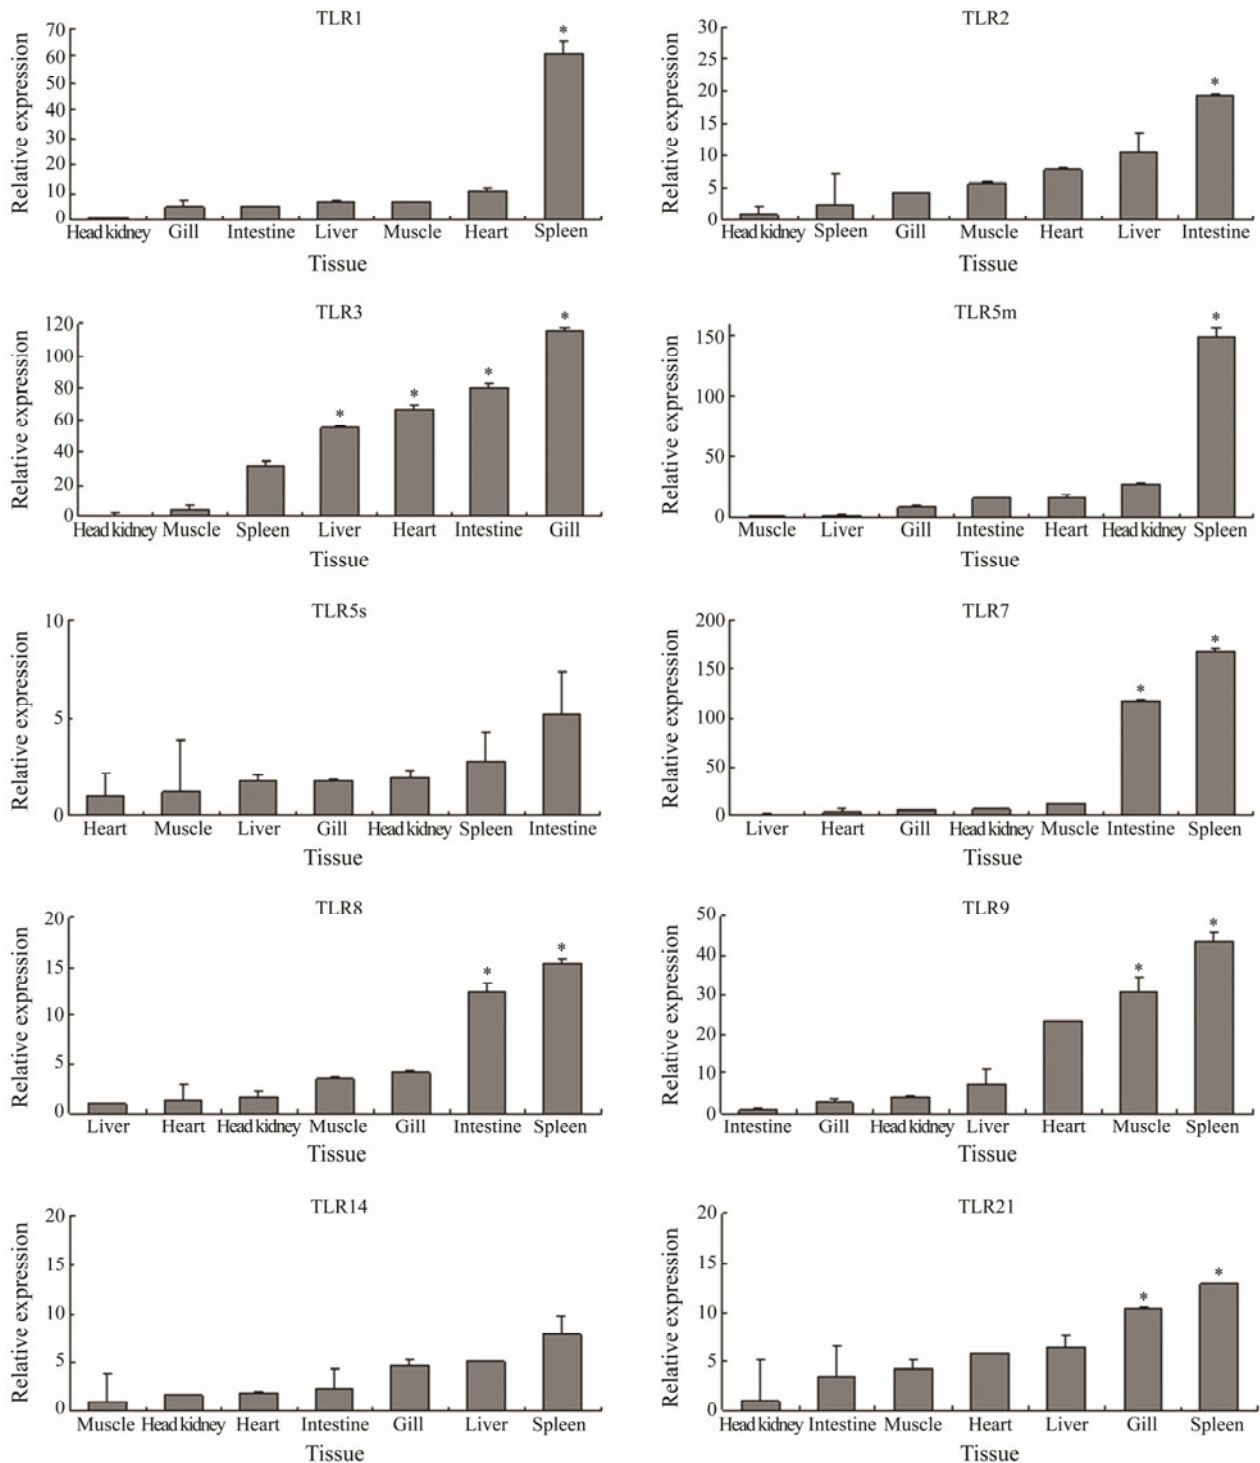 TLR1
Relative expression
70
60
50
40
30
20
10
0
*
Head kidney Gill Intestine Liver Muscle Heart Spleen
Tissue
TLR2
Relative expression
30
25
20
15
10
5
0
*
Head kidney Spleen Gill Muscle Heart Liver Intestine
Tissue
TLR3
Relative expression
120
100
80
60
40
20
0
* * * *
Head kidney Muscle Spleen Liver Heart Intestine Gill
Tissue
TLR5m
Relative expression
150
100
50
0
*
Muscle Liver Gill Intestine Heart Head kidney Spleen
Tissue
TLR5s
Relative expression
10
5
0
Heart Muscle Liver Gill Head kidney Spleen Intestine
Tissue
TLR7
Relative expression
200
150
100
50
0
* *
Liver Heart Gill Head kidney Muscle Intestine Spleen
Tissue
TLR8
Relative expression
20
15
10
5
0
* *
Liver Heart Head kidney Muscle Gill Intestine Spleen
Tissue
TLR9
Relative expression
50
40
30
20
10
0
* *
Intestine Gill Head kidney Liver Heart Muscle Spleen
Tissue
TLR14
Relative expression
20
15
10
5
0
Muscle Head kidney Heart Intestine Gill Liver Spleen
Tissue
TLR21
Relative expression
20
15
10
5
0
* *
Head kidney Intestine Muscle Heart Liver Gill Spleen
Tissue